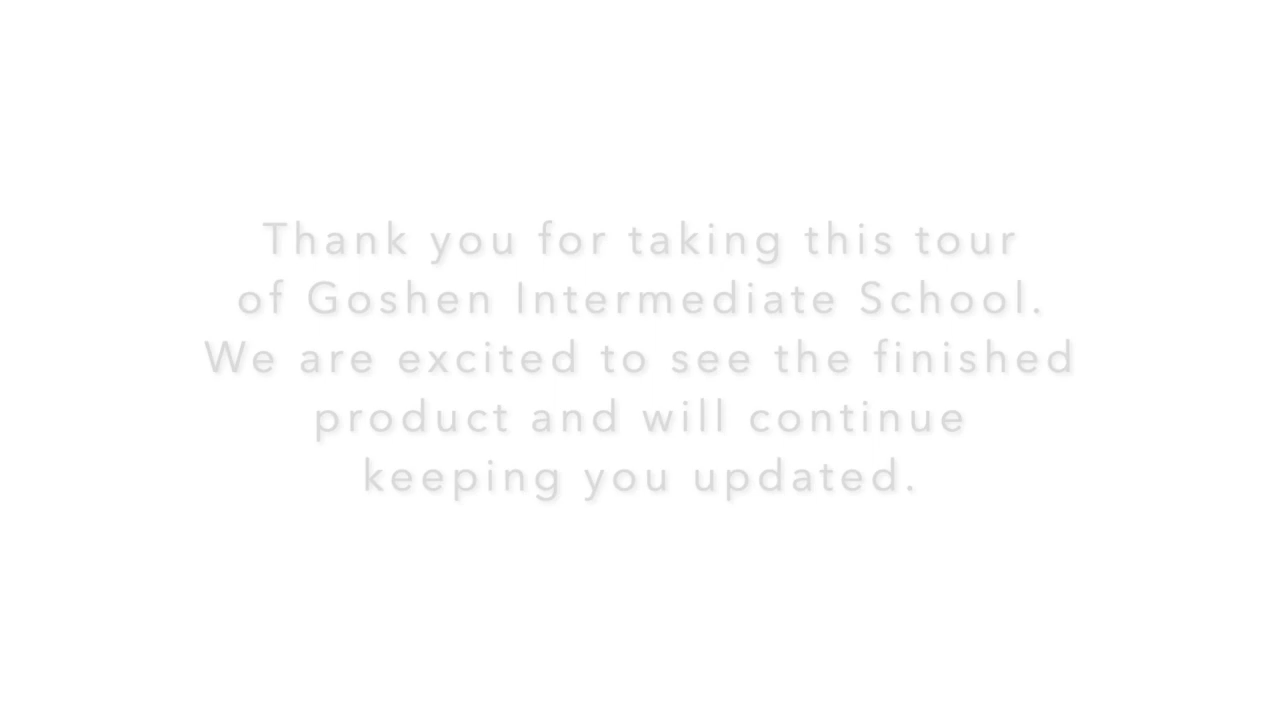 Thank you for taking this tour
of Goshen Intermediate School.
We are excited to see the finished
product and will continue
keeping you updated.